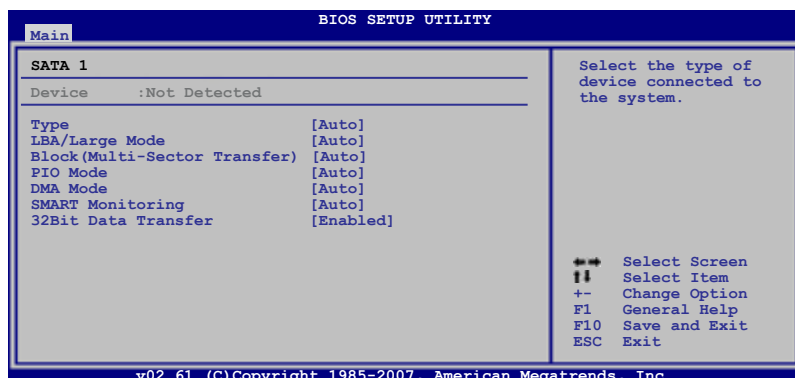 BIOS SETUP UTILITY
Main
SATA 1
Device :Not Detected
Type [Auto]
LBA/Large Mode [Auto]
Block(Multi-Sector Transfer) [Auto]
PIO Mode [Auto]
DMA Mode [Auto]
SMART Monitoring [Auto]
32Bit Data Transfer [Enabled]
Select the type of
device connected to
the system.
←→ Select Screen
↑↓ Select Item
+- Change Option
F1 General Help
F10 Save and Exit
ESC Exit
v02.61 (C)Copyright 1985-2007, American Megatrends, Inc.